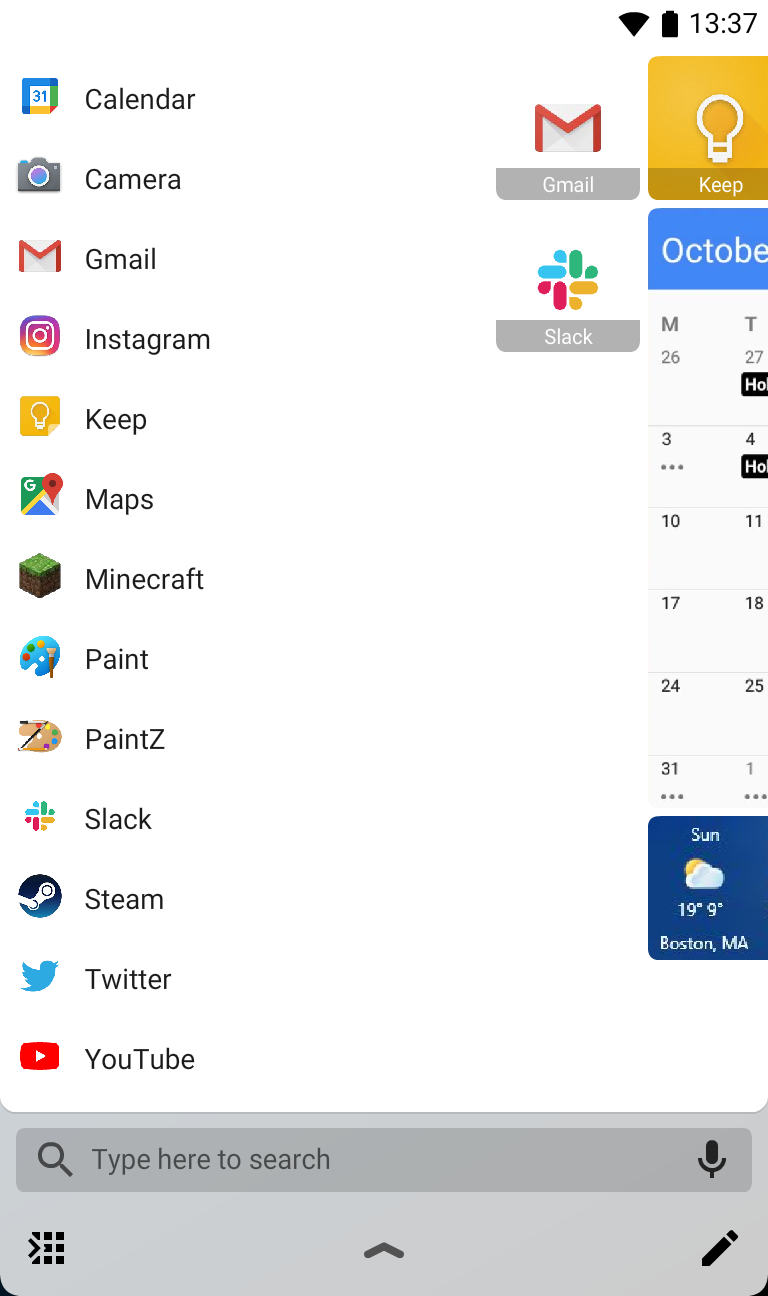 13:37
31
Calendar
Camera
Gmail
Instagram
Keep
G
Maps
Minecraft
Paint
PaintZ
Slack
Steam
Twitter
YouTube
Gmail
Keep
Slack
Octobe
M T
26 27
Hol
3 4
Hol
10 11
17 18
24 25
31 1
Sun
19° 9°
Boston, MA
Type here to search